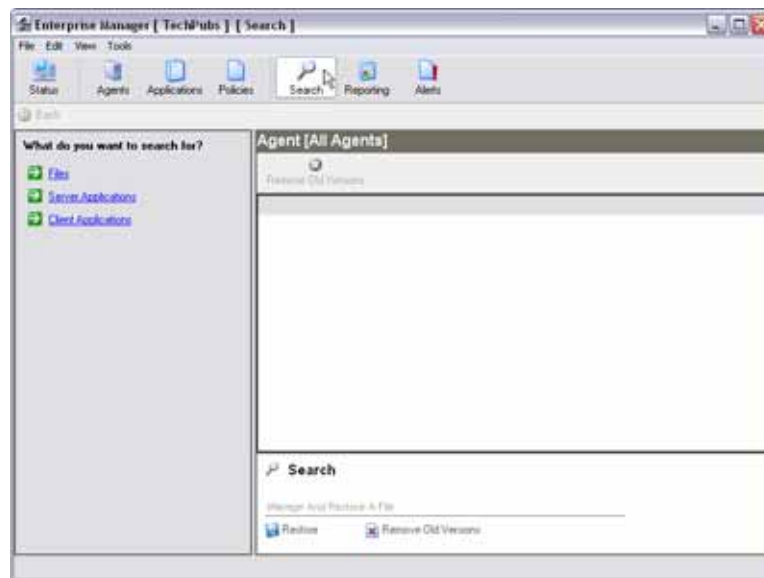 Enterprise Manager [ TechPubs ] [ Search ]
File Edit View Tools
Status Agents Applications Policies Search Reporting Alerts
Back
What do you want to search for?
Files
Server Applications
Client Applications
Agent [All Agents]
Remove Old Versions
Search
Manage And Restore A File
Restore Remove Old Versions